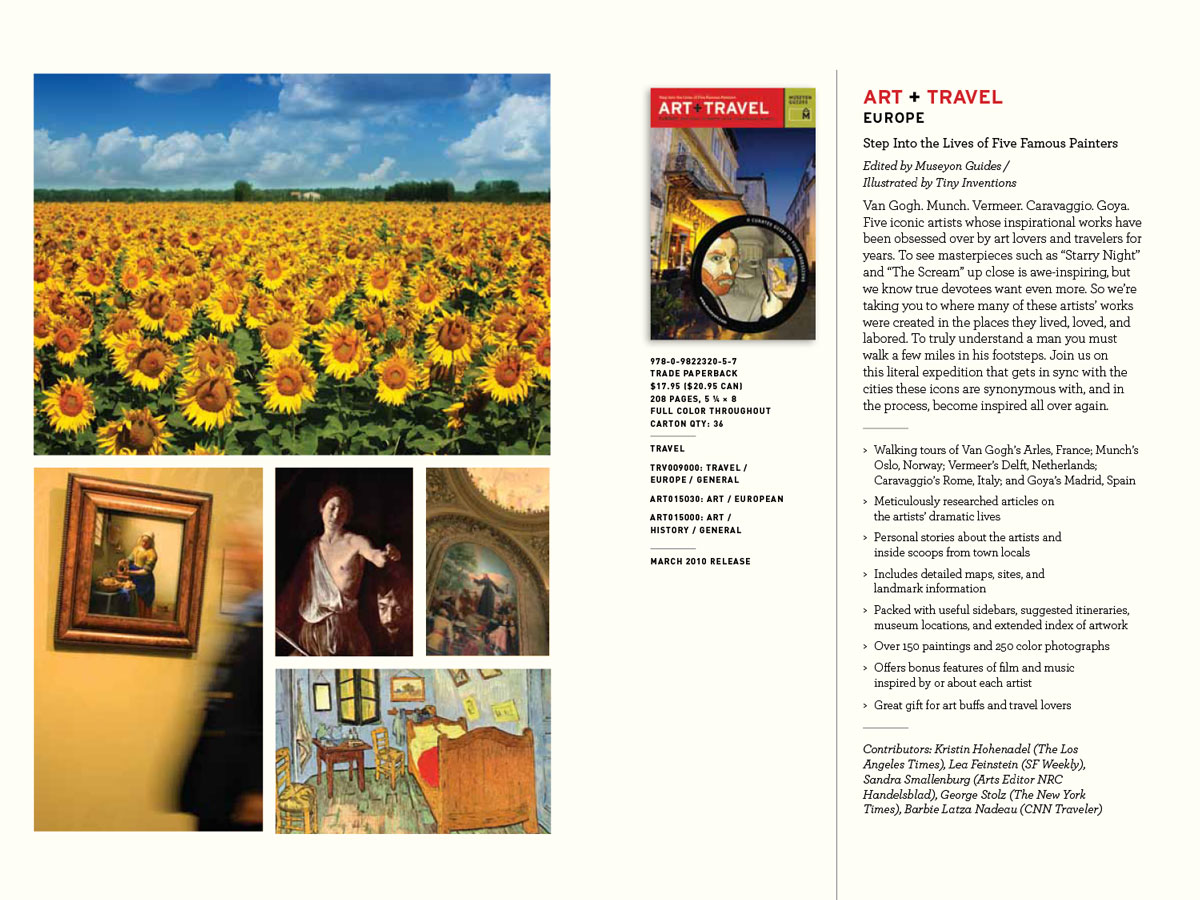 Step Into the Lives of Five Famous Painters
ART+TRAVEL
EUROPE
MUSEYON
GUIDES
M
A CURATED GUIDE TO YOUR OBSESSIONS
978-0-9822320-5-7
TRADE PAPERBACK
$17.95 ($20.95 CAN)
208 PAGES, 5 ¼ × 8
FULL COLOR THROUGHOUT
CARTON QTY: 36
TRAVEL
TRV009000: TRAVEL /
EUROPE / GENERAL
ART015030: ART / EUROPEAN
ART015000: ART /
HISTORY / GENERAL
MARCH 2010 RELEASE
ART + TRAVEL
EUROPE
Step Into the Lives of Five Famous Painters
Edited by Museyon Guides /
Illustrated by Tiny Inventions
Van Gogh. Munch. Vermeer. Caravaggio. Goya.
Five iconic artists whose inspirational works have
been obsessed over by art lovers and travelers for
years. To see masterpieces such as “Starry Night”
and “The Scream” up close is awe-inspiring, but
we know true devotees want even more. So we’re
taking you to where many of these artists’ works
were created in the places they lived, loved, and
labored. To truly understand a man you must
walk a few miles in his footsteps. Join us on
this literal expedition that gets in sync with the
cities these icons are synonymous with, and in
the process, become inspired all over again.
> Walking tours of Van Gogh’s Arles, France; Munch’s
Oslo, Norway; Vermeer’s Delft, Netherlands;
Caravaggio’s Rome, Italy; and Goya’s Madrid, Spain
> Meticulously researched articles on
the artists’ dramatic lives
> Personal stories about the artists and
inside scoops from town locals
> Includes detailed maps, sites, and
landmark information
> Packed with useful sidebars, suggested itineraries,
museum locations, and extended index of artwork
> Over 150 paintings and 250 color photographs
> Offers bonus features of film and music
inspired by or about each artist
> Great gift for art buffs and travel lovers
Contributors: Kristin Hohenadel (The Los
Angeles Times), Lea Feinstein (SF Weekly),
Sandra Smallenburg (Arts Editor NRC
Handelsblad), George Stolz (The New York
Times), Barbie Latza Nadeau (CNN Traveler)